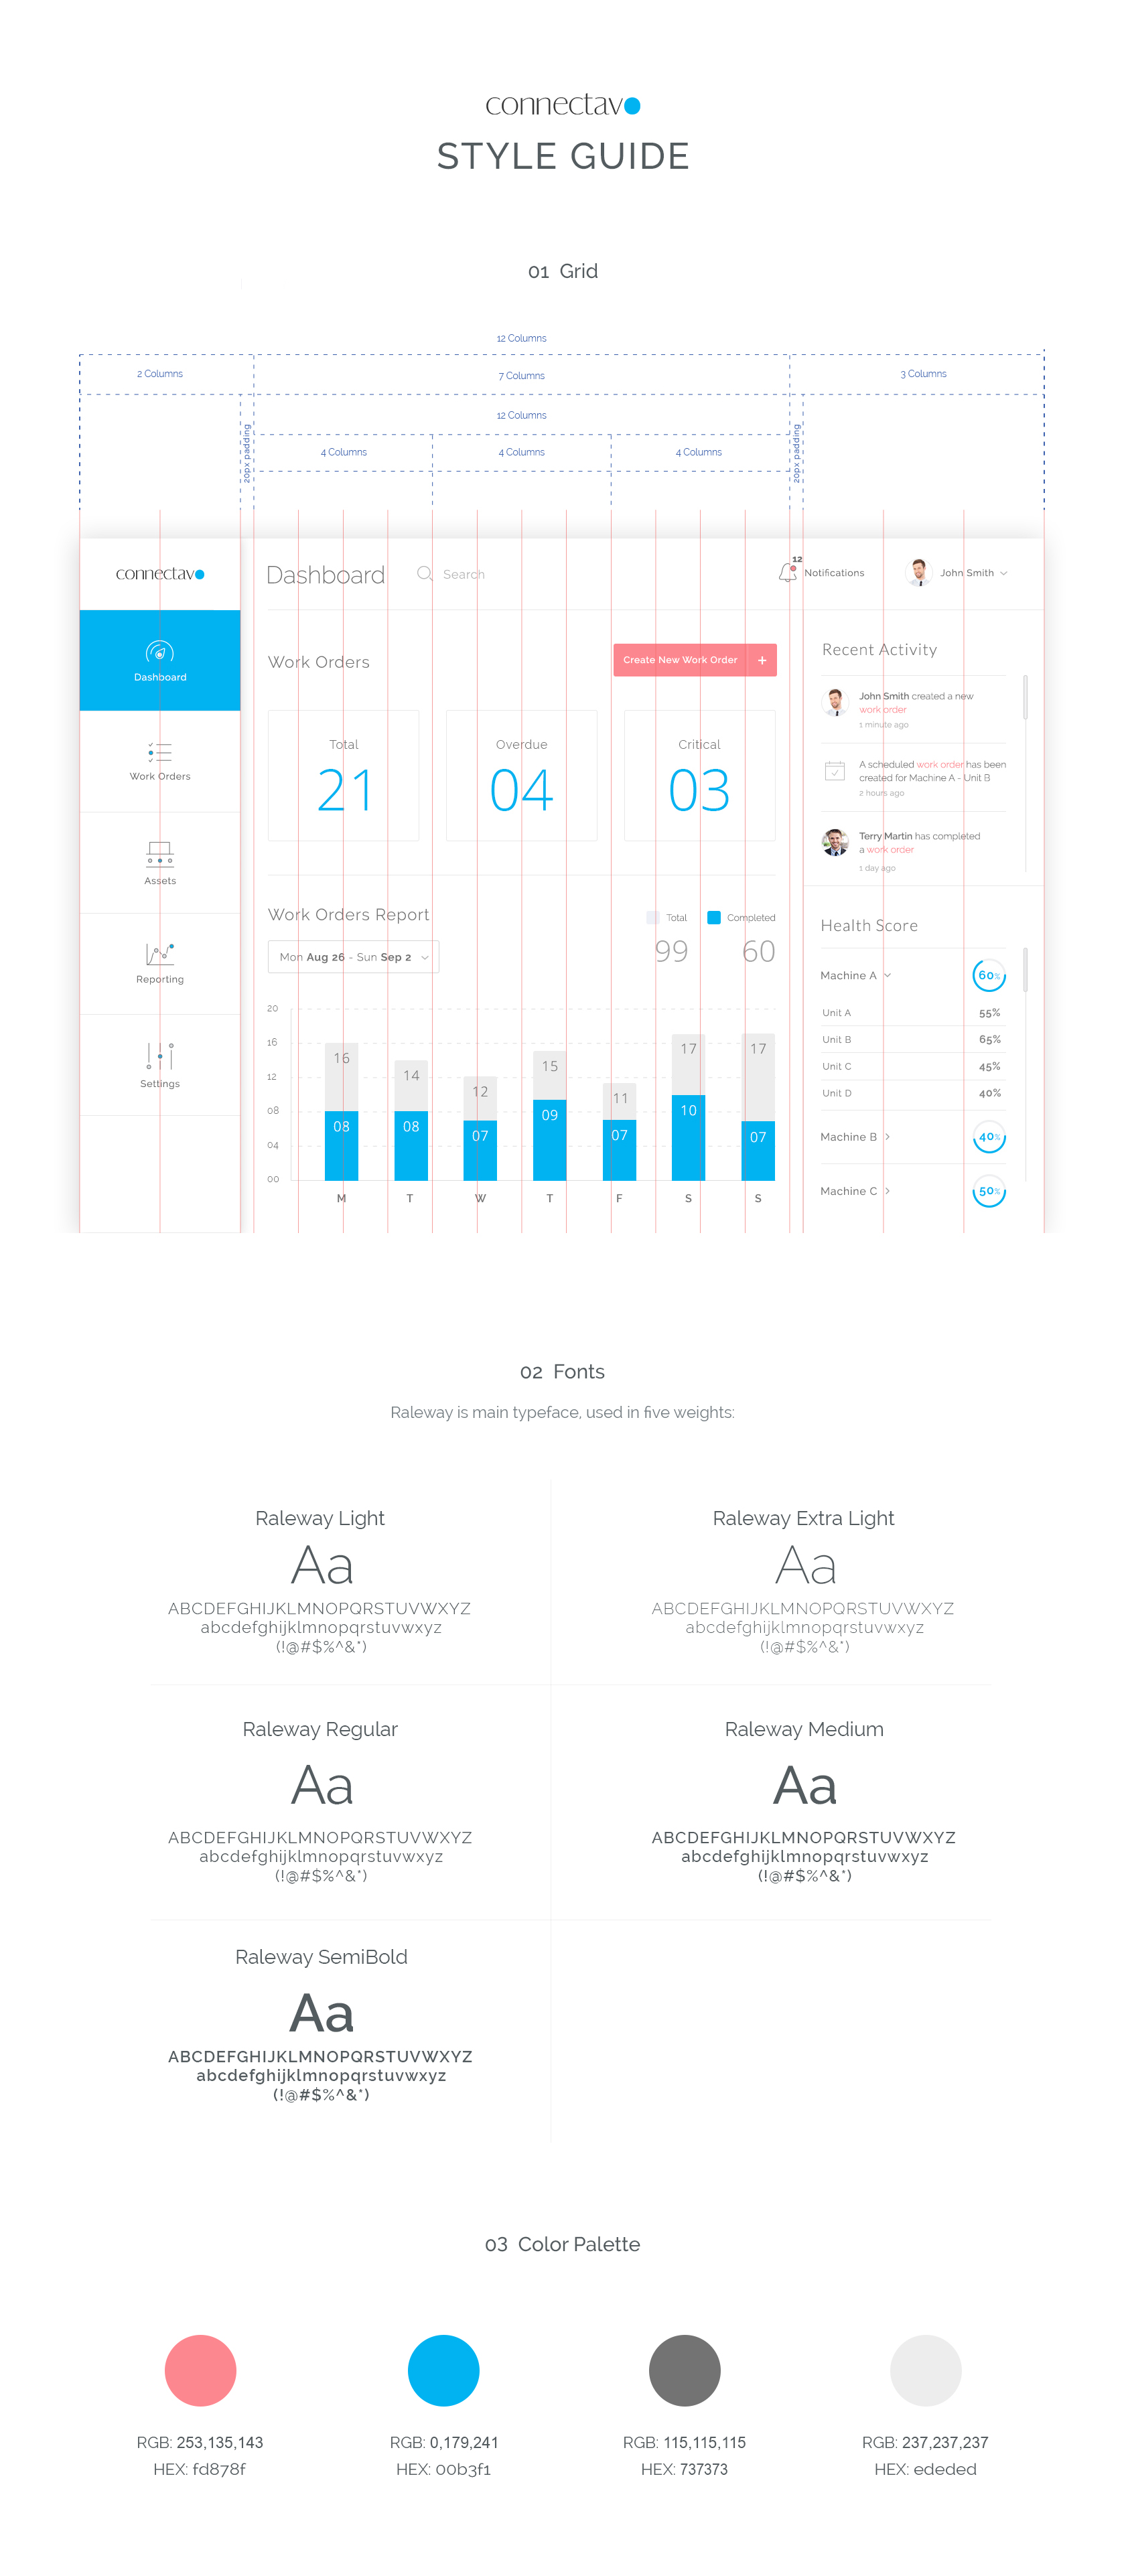 connectavo
STYLE GUIDE
01 Grid
12 Columns
2 Columns
7 Columns
3 Columns
12 Columns
20px padding
4 Columns
4 Columns
4 Columns
20px padding
connectavo
Dashboard
Work Orders
Assets
Reporting
Settings
Dashboard
Search
12
Notifications
John Smith
Work Orders
Create New Work Order +
Total
21
Overdue
04
Critical
03
Work Orders Report
Total
99
Completed
60
Mon Aug 26 - Sun Sep 2
20
16
12
08
04
00
16
14
12
15
11
17
17
08
08
07
09
07
10
07
M
T
W
T
F
S
S
Recent Activity
John Smith created a new
work order
1 minute ago
A scheduled work order has been
created for Machine A - Unit B
2 hours ago
Terry Martin has completed
a work order
1 day ago
Health Score
Machine A
60%
Unit A 55%
Unit B 65%
Unit C 45%
Unit D 40%
Machine B
40%
Machine C
50%
02 Fonts
Raleway is main typeface, used in five weights:
Raleway Light
Aa
ABCDEFGHIJKLMNOPQRSTUVWXYZ
abcdefghijklmnopqrstuvwxyz
(!@#$%^&*)
Raleway Extra Light
Aa
ABCDEFGHIJKLMNOPQRSTUVWXYZ
abcdefghijklmnopqrstuvwxyz
(!@#$%^&*)
Raleway Regular
Aa
ABCDEFGHIJKLMNOPQRSTUVWXYZ
abcdefghijklmnopqrstuvwxyz
(!@#$%^&*)
Raleway Medium
Aa
ABCDEFGHIJKLMNOPQRSTUVWXYZ
abcdefghijklmnopqrstuvwxyz
(!@#$%^&*)
Raleway SemiBold
Aa
ABCDEFGHIJKLMNOPQRSTUVWXYZ
abcdefghijklmnopqrstuvwxyz
(!@#$%^&*)
03 Color Palette
RGB: 253,135,143
HEX: fd878f
RGB: 0,179,241
HEX: 00b3f1
RGB: 115,115,115
HEX: 737373
RGB: 237,237,237
HEX: ededed